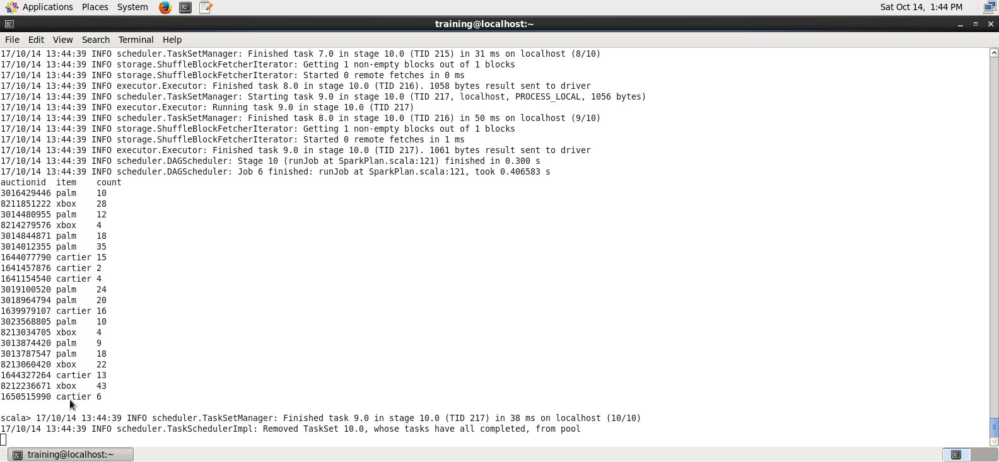 Applications Places System Sat Oct 14, 1:44 PM
training@localhost:~
File Edit View Search Terminal Help
17/10/14 13:44:39 INFO scheduler.TaskSetManager: Finished task 7.0 in stage 10.0 (TID 215) in 31 ms on localhost (8/10)
17/10/14 13:44:39 INFO storage.ShuffleBlockFetcherIterator: Getting 1 non-empty blocks out of 1 blocks
17/10/14 13:44:39 INFO storage.ShuffleBlockFetcherIterator: Started 0 remote fetches in 0 ms
17/10/14 13:44:39 INFO executor.Executor: Finished task 8.0 in stage 10.0 (TID 216). 1058 bytes result sent to driver
17/10/14 13:44:39 INFO scheduler.TaskSetManager: Starting task 9.0 in stage 10.0 (TID 217, localhost, PROCESS_LOCAL, 1056 bytes)
17/10/14 13:44:39 INFO executor.Executor: Running task 9.0 in stage 10.0 (TID 217)
17/10/14 13:44:39 INFO scheduler.TaskSetManager: Finished task 8.0 in stage 10.0 (TID 216) in 50 ms on localhost (9/10)
17/10/14 13:44:39 INFO storage.ShuffleBlockFetcherIterator: Getting 1 non-empty blocks out of 1 blocks
17/10/14 13:44:39 INFO storage.ShuffleBlockFetcherIterator: Started 0 remote fetches in 1 ms
17/10/14 13:44:39 INFO executor.Executor: Finished task 9.0 in stage 10.0 (TID 217). 1061 bytes result sent to driver
17/10/14 13:44:39 INFO scheduler.DAGScheduler: Stage 10 (runJob at SparkPlan.scala:121) finished in 0.300 s
17/10/14 13:44:39 INFO scheduler.DAGScheduler: Job 6 finished: runJob at SparkPlan.scala:121, took 0.406583 s
auctionid  item    count
3016429446 palm    10
8211851222 xbox    28
3014480955 palm    12
8214279576 xbox    4
3014844871 palm    18
3014012355 palm    35
1644077790 cartier 15
1641457876 cartier 2
1641154540 cartier 4
3019100520 palm    24
3018964794 palm    20
1639979107 cartier 16
3023568805 palm    10
8213034705 xbox    4
3013874420 palm    9
3013787547 palm    18
8213060420 xbox    22
1644327264 cartier 13
8212236671 xbox    43
1650515990 cartier 6
scala> 17/10/14 13:44:39 INFO scheduler.TaskSetManager: Finished task 9.0 in stage 10.0 (TID 217) in 38 ms on localhost (10/10)
17/10/14 13:44:39 INFO scheduler.TaskSchedulerImpl: Removed TaskSet 10.0, whose tasks have all completed, from pool
training@localhost:~